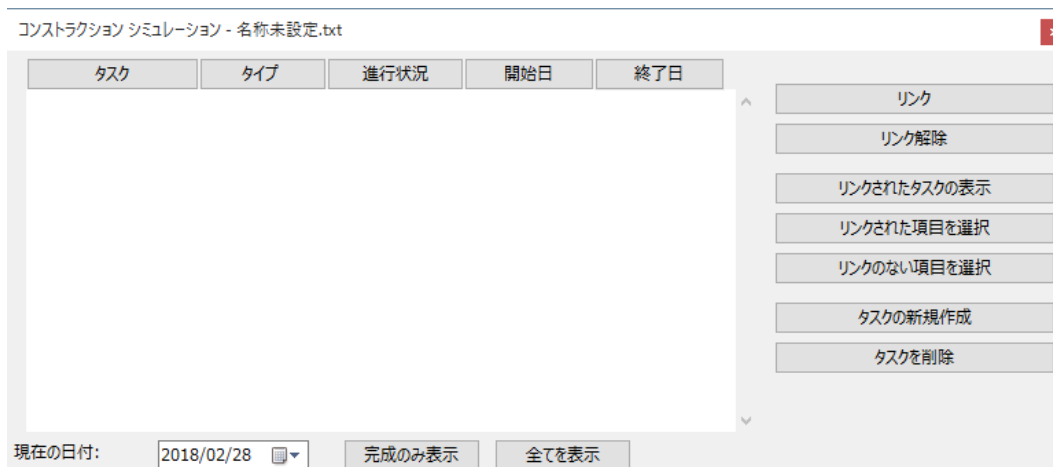 コンストラクション シミュレーション - 名称未設定.txt
タスク タイプ 進行状況 開始日 終了日
リンク
リンク解除
リンクされたタスクの表示
リンクされた項目を選択
リンクのない項目を選択
タスクの新規作成
タスクを削除
現在の日付: 2018/02/28 完成のみ表示 全てを表示